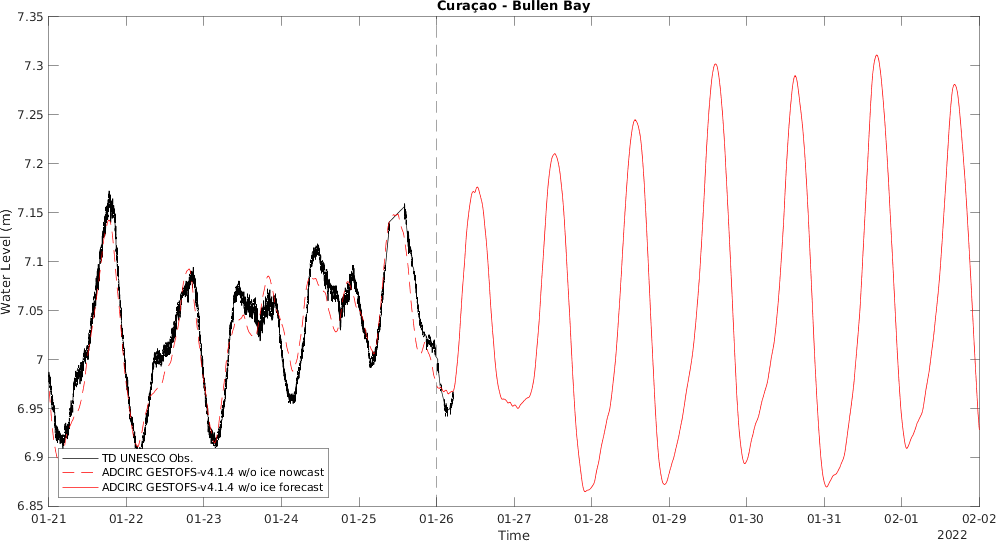 Curaçao - Bullen Bay
Water Level (m)
7.35
7.3
7.25
7.2
7.15
7.1
7.05
7
6.95
6.9
6.85
TD UNESCO Obs.
ADCIRC GESTOFS-v4.1.4 w/o ice nowcast
ADCIRC GESTOFS-v4.1.4 w/o ice forecast
01-21 01-22 01-23 01-24 01-25 01-26 01-27 01-28 01-29 01-30 01-31 02-01 02-02
Time
2022